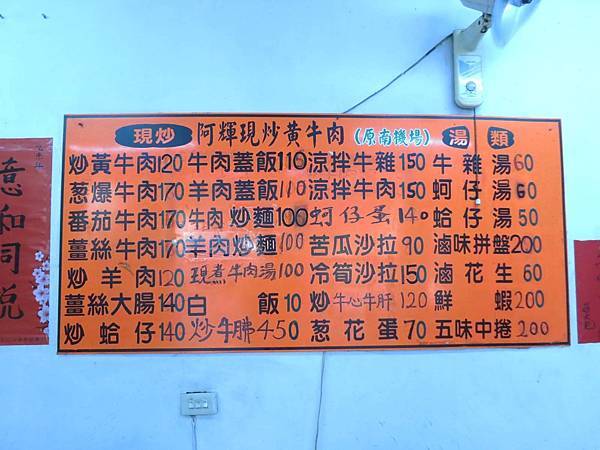 現炒 阿輝現炒黃牛肉 (原南機場) 湯類
炒黃牛肉120 牛肉蓋飯110 涼拌牛雜150 牛雜湯60
葱爆牛肉170 羊肉蓋飯110 涼拌牛肉150 蚵仔湯60
番茄牛肉170 牛肉炒麵100 蚵仔蛋140 蛤仔湯50
薑絲牛肉170 羊肉炒麵100 苦瓜沙拉90 滷味拼盤200
炒羊肉120 現煮牛肉湯100 冷筍沙拉150 滷花生60
薑絲大腸140 白飯10 炒牛心牛肝120 鮮蝦200
炒蛤仔140 炒牛胇450 葱花蛋70 五味中捲200
意和同悅